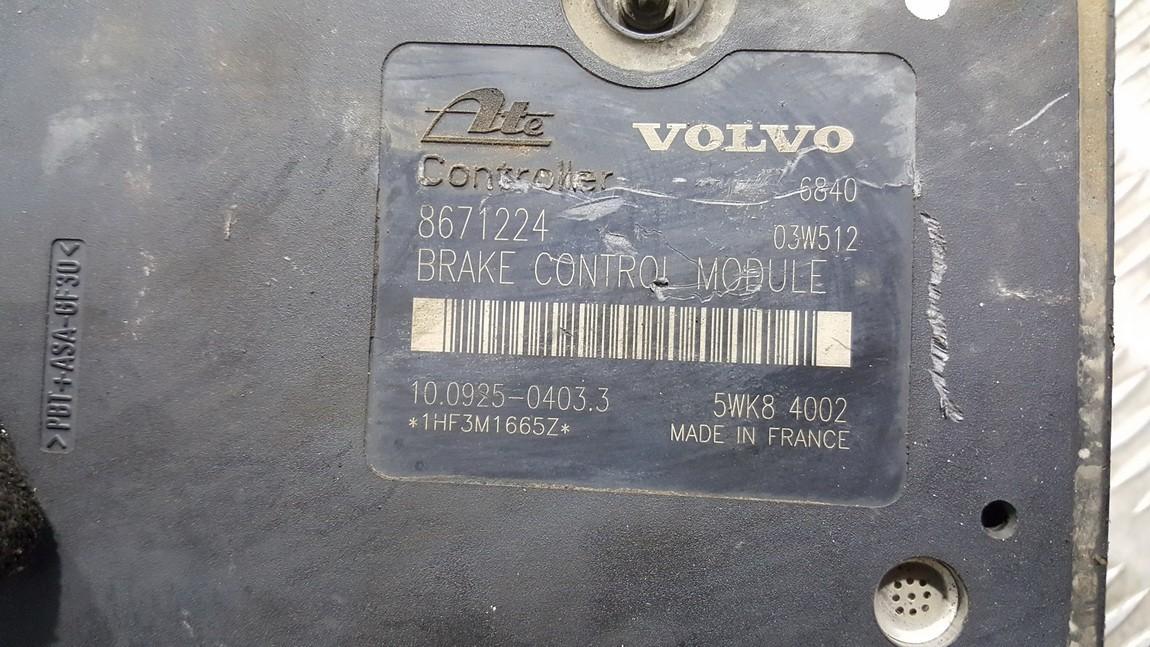 Ate
VOLVO
Controller
6840
8671224
03W512
BRAKE CONTROL MODULE
10.0925-0403.3
5WK8 4002
*1HF3M1665Z*
MADE IN FRANCE
>PBT+ASA-GF30<